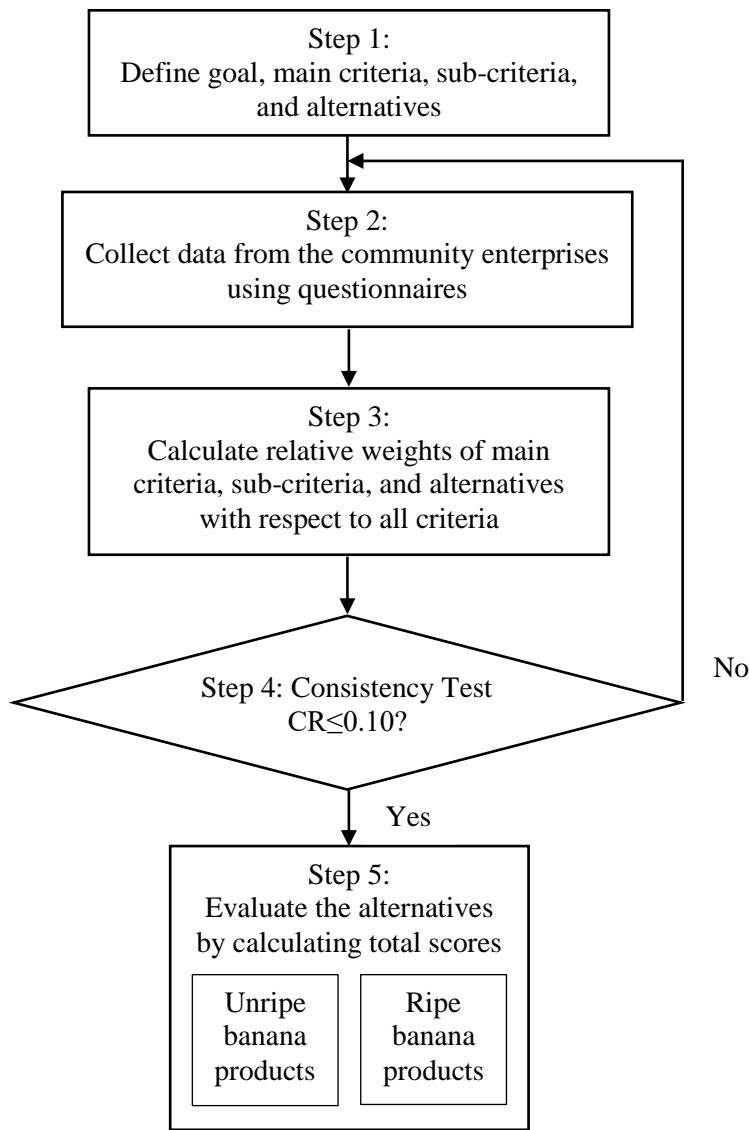 Step 1:
Define goal, main criteria, sub-criteria,
and alternatives
Step 2:
Collect data from the community enterprises
using questionnaires
Step 3:
Calculate relative weights of main
criteria, sub-criteria, and alternatives
with respect to all criteria
No
Step 4: Consistency Test
CR≤0.10?
Yes
Step 5:
Evaluate the alternatives
by calculating total scores
Unripe
banana
products
Ripe
banana
products